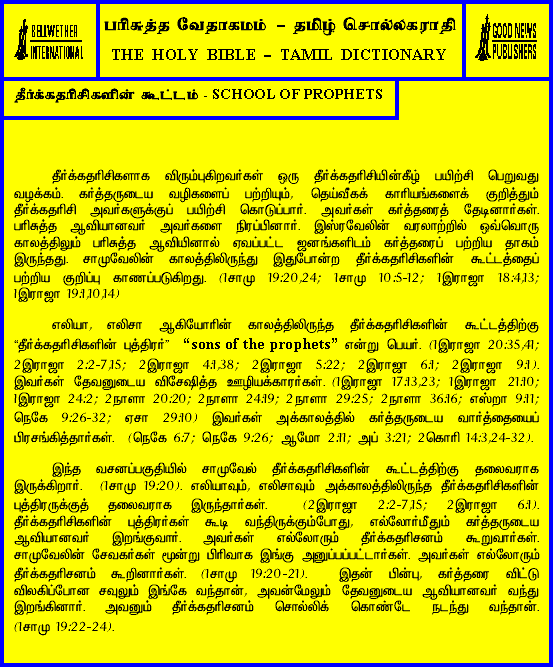 BELLWETHER
INTERNATIONAL
பரிசுத்த வேதாகமம் – தமிழ் சொல்லகராதி
THE HOLY BIBLE – TAMIL DICTIONARY
GOOD NEWS
PUBLISHERS
தீர்க்கதரிசிகளின் கூட்டம் - SCHOOL OF PROPHETS
தீர்க்கதரிசிகளாக விரும்புகிறவர்கள் ஒரு தீர்க்கதரிசியின்கீழ் பயிற்சி பெறுவது
வழக்கம். கர்த்தருடைய வழிகளைப் பற்றியும், தெய்வீகக் காரியங்களைக் குறித்தும்
தீர்க்கதரிசி அவர்களுக்குப் பயிற்சி கொடுப்பார். அவர்கள் கர்த்தரைத் தேடினார்கள்.
பரிசுத்த ஆவியானவர் அவர்களை நிரப்பினார். இஸ்ரவேலின் வரலாற்றில் ஒவ்வொரு
காலத்திலும் பரிசுத்த ஆவியினால் ஏவப்பட்ட ஜனங்களிடம் கர்த்தரைப் பற்றிய தாகம்
இருந்தது. சாமுவேலின் காலத்திலிருந்து இதுபோன்ற தீர்க்கதரிசிகளின் கூட்டத்தைப்
பற்றிய குறிப்பு காணப்படுகிறது. (1சாமு 19:20,24; 1சாமு 10:5-12; 1இராஜா 18:4,13;
1இராஜா 19:1,10,14)
எலியா, எலிசா ஆகியோரின் காலத்திலிருந்த தீர்க்கதரிசிகளின் கூட்டத்திற்கு
“தீர்க்கதரிசிகளின் புத்திரர்” “sons of the prophets” என்று பெயர். (1இராஜா 20:35,41;
2இராஜா 2:2-7,15; 2இராஜா 4:1,38; 2இராஜா 5:22; 2இராஜா 6:1; 2இராஜா 9:1).
இவர்கள் தேவனுடைய விசேஷித்த ஊழியக்காரர்கள். (1இராஜா 17:13,23; 1இராஜா 21:10;
1இராஜா 24:2; 2நாளா 20:20; 2நாளா 24:19; 2நாளா 29:25; 2நாளா 36:16; எஸ்றா 9:11;
நெகே 9:26-32; ஏசா 29:10) இவர்கள் அக்காலத்தில் கர்த்தருடைய வார்த்தையைப்
பிரசங்கித்தார்கள். (நெகே 6:7; நெகே 9:26; ஆமோ 2:11; அப் 3:21; 2கொரி 14:3,24-32).
இந்த வசனப்பகுதியில் சாமுவேல் தீர்க்கதரிசிகளின் கூட்டத்திற்கு தலைவராக
இருக்கிறார். (1சாமு 19:20). எலியாவும், எலிசாவும் அக்காலத்திலிருந்த தீர்க்கதரிசிகளின்
புத்திரருக்குத் தலைவராக இருந்தார்கள். (2இராஜா 2:2-7,15; 2இராஜா 6:1).
தீர்க்கதரிசிகளின் புத்திரர்கள் கூடி வந்திருக்கும்போது, எல்லோர்மீதும் கர்த்தருடைய
ஆவியானவர் இறங்குவார். அவர்கள் எல்லோரும் தீர்க்கதரிசனம் கூறுவார்கள்.
சாமுவேலின் சேவகர்கள் மூன்று பிரிவாக இங்கு அனுப்பப்பட்டார்கள். அவர்கள் எல்லோரும்
தீர்க்கதரிசனம் கூறினார்கள். (1சாமு 19:20-21). இதன் பின்பு, கர்த்தரை விட்டு
விலகிப்போன சவுலும் இங்கே வந்தான், அவன்மேலும் தேவனுடைய ஆவியானவர் வந்து
இறங்கினார். அவனும் தீர்க்கதரிசனம் சொல்லிக் கொண்டே நடந்து வந்தான்.
(1சாமு 19:22-24).